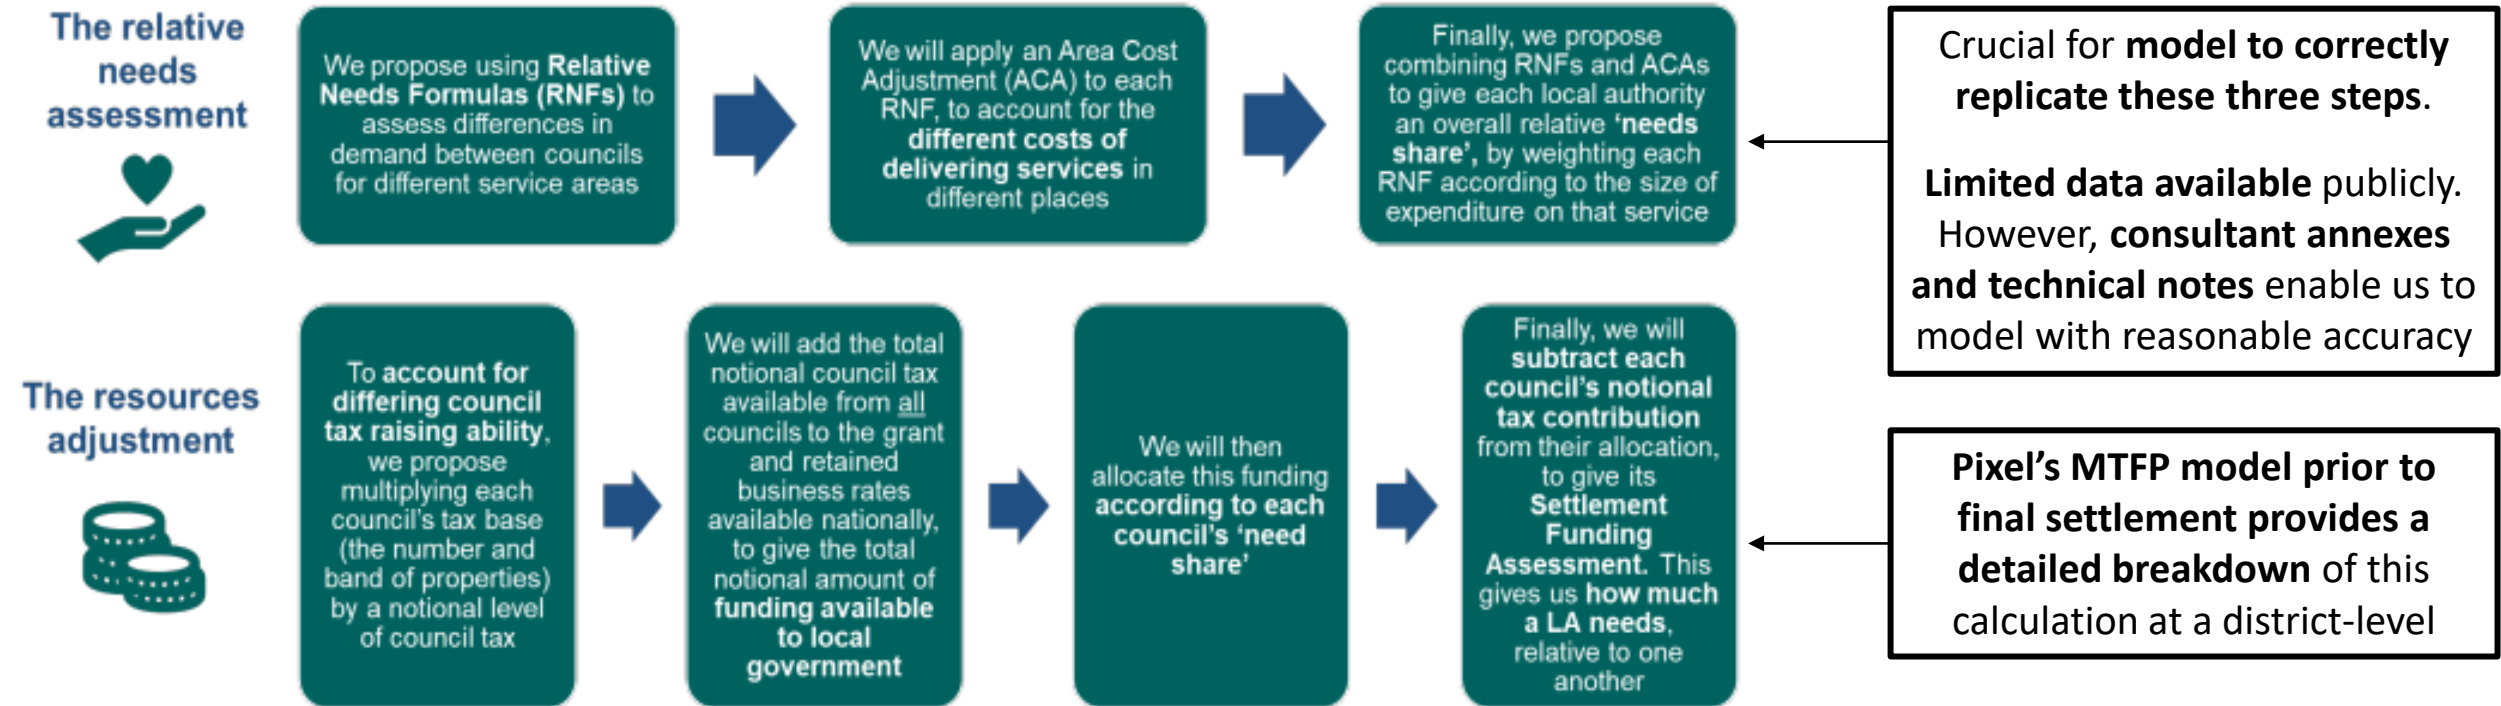 The relative
needs
assessment
We propose using Relative
Needs Formulas (RNFs) to
assess differences in
demand between councils
for different service areas
We will apply an Area Cost
Adjustment (ACA) to each
RNF, to account for the
different costs of
delivering services in
different places
Finally, we propose
combining RNFs and ACAs
to give each local authority
an overall relative ‘needs
share’, by weighting each
RNF according to the size of
expenditure on that service
Crucial for model to correctly
replicate these three steps.
Limited data available publicly.
However, consultant annexes
and technical notes enable us to
model with reasonable accuracy
The resources
adjustment
To account for
differing council
tax raising ability,
we propose
multiplying each
council's tax base
(the number and
band of properties)
by a notional level
of council tax
We will add the total
notional council tax
available from all
councils to the grant
and retained
business rates
available nationally,
to give the total
notional amount of
funding available
to local
government
We will then
allocate this funding
according to each
council's ‘need
share’
Finally, we will
subtract each
council's notional
tax contribution
from their allocation,
to give its
Settlement
Funding
Assessment. This
gives us how much
a LA needs,
relative to one
another
Pixel’s MTFP model prior to
final settlement provides a
detailed breakdown of this
calculation at a district-level